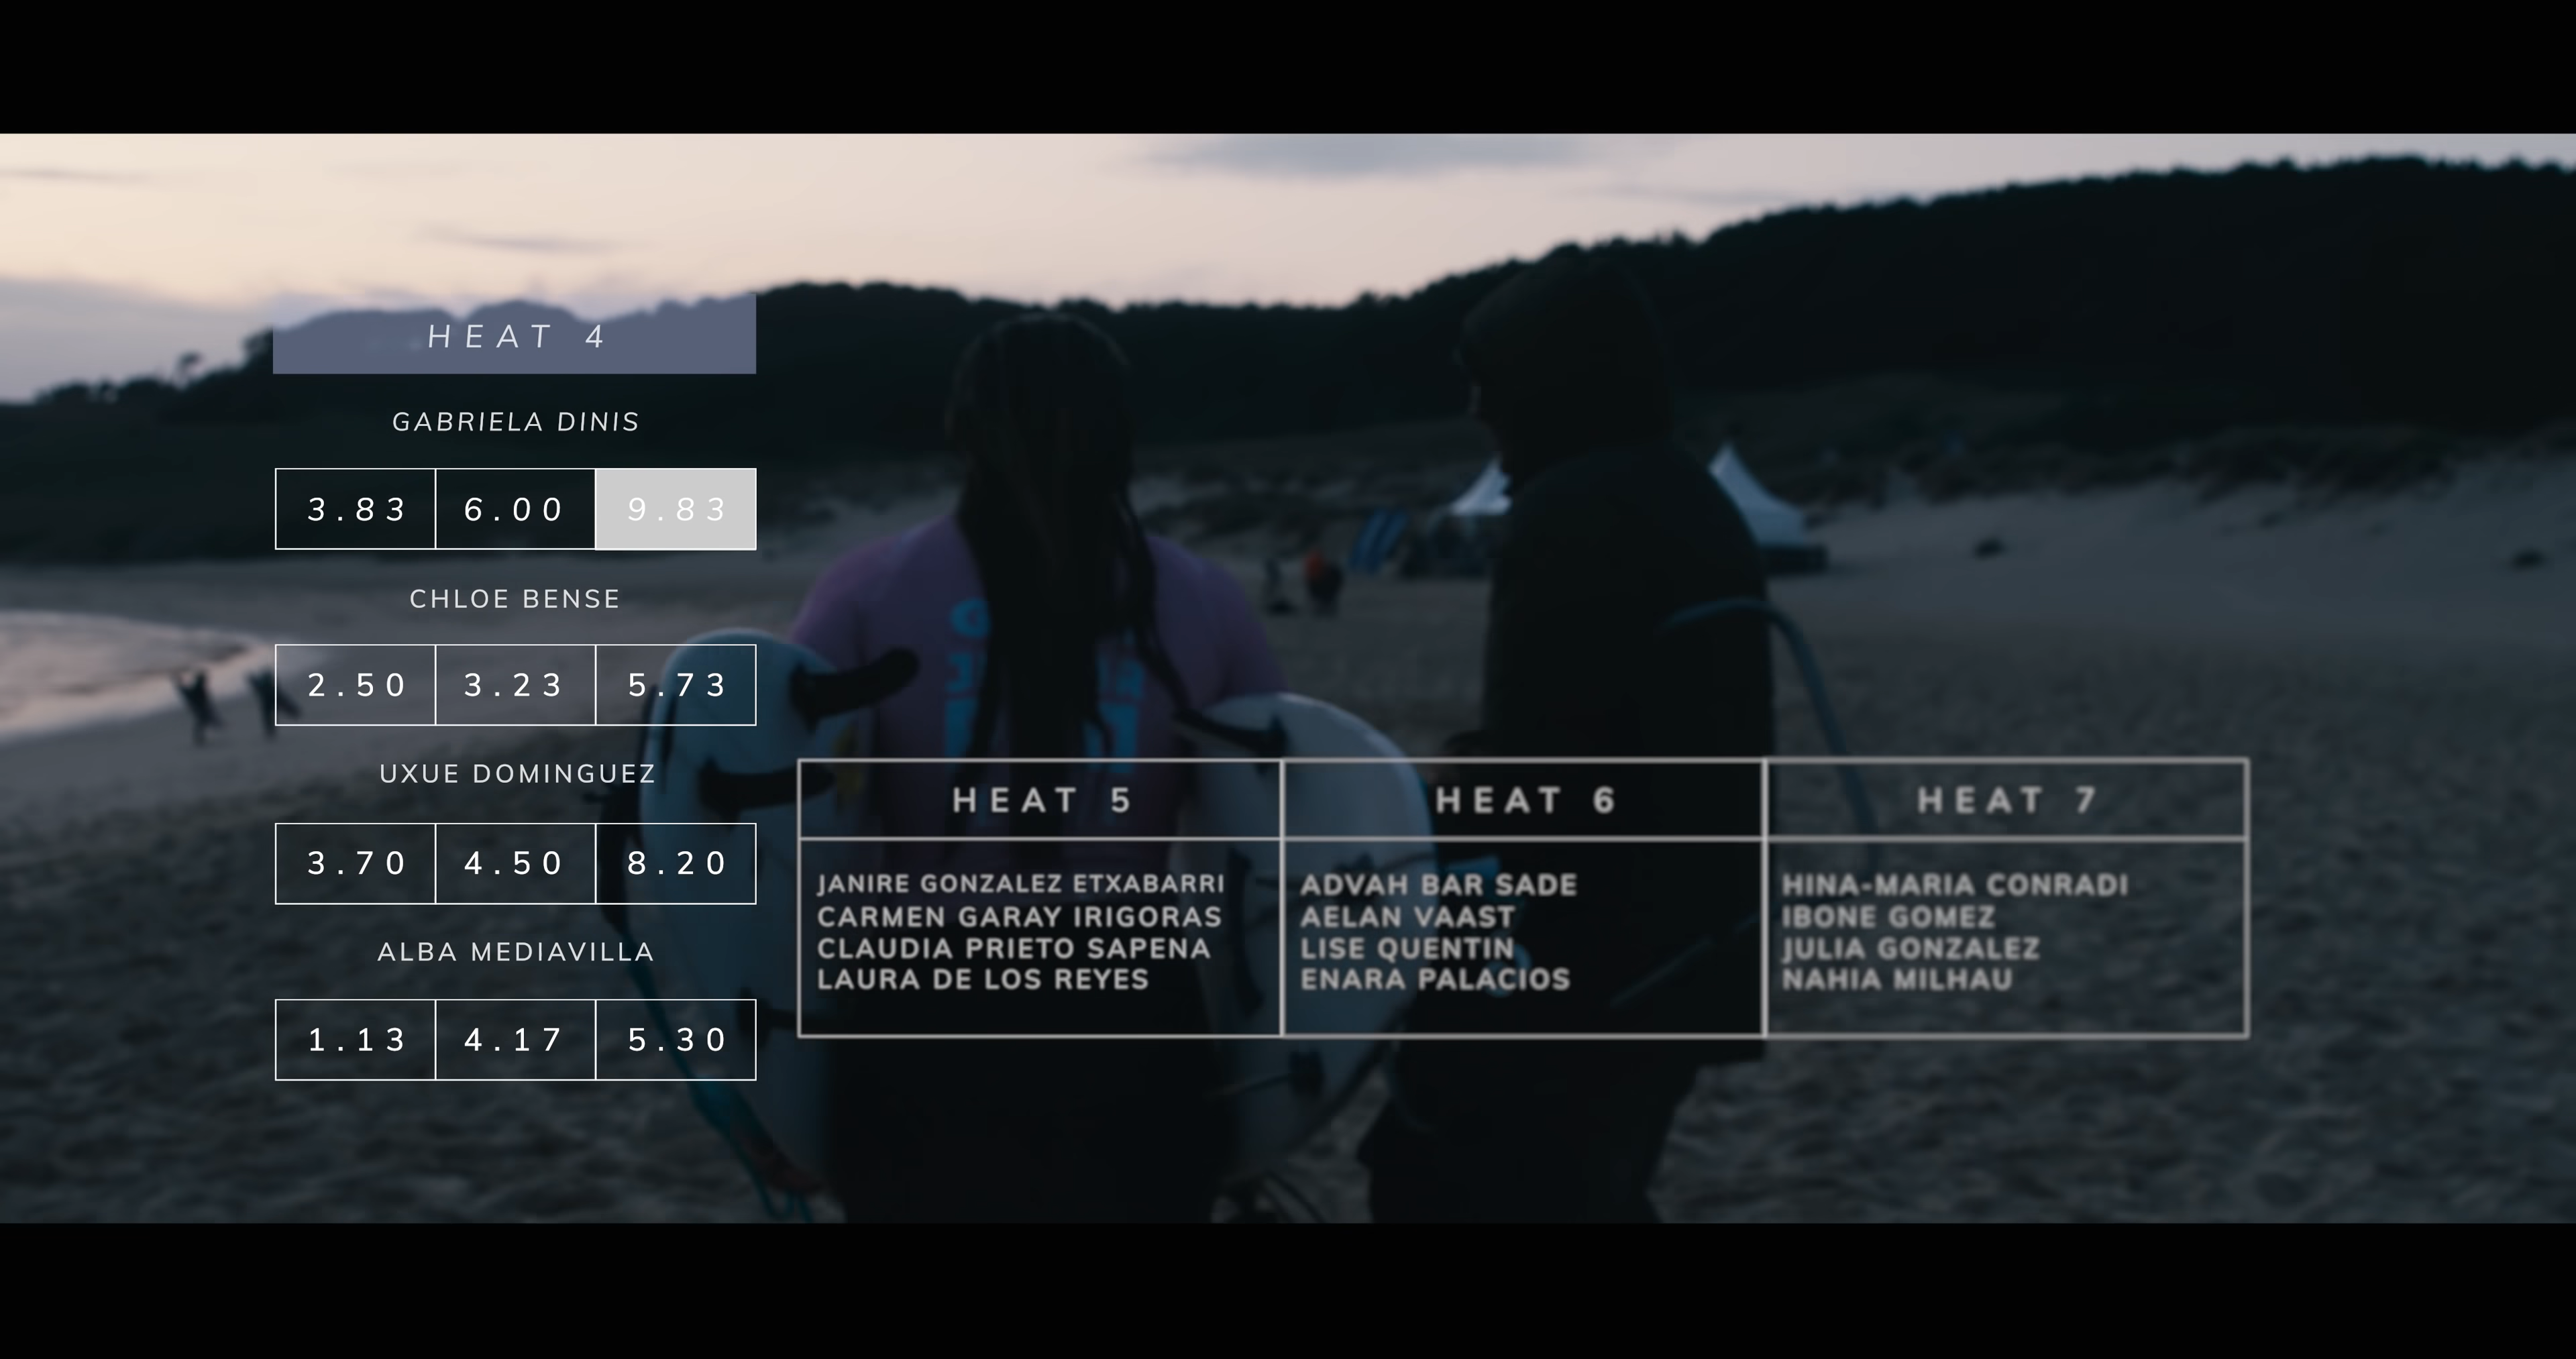 HEAT 4
GABRIELA DINIS
3.83 6.00 9.83
CHLOE BENSE
2.50 3.23 5.73
UXUE DOMINGUEZ
3.70 4.50 8.20
ALBA MEDIAVILLA
1.13 4.17 5.30
HEAT 5
JANIRE GONZALEZ ETXABARRI
CARMEN GARAY IRIGORAS
CLAUDIA PRIETO SAPENA
LAURA DE LOS REYES
HEAT 6
ADVAH BAR SADE
AELAN VAAST
LISE QUENTIN
ENARA PALACIOS
HEAT 7
HINA-MARIA CONRADI
IBONE GOMEZ
JULIA GONZALEZ
NAHIA MILHAU